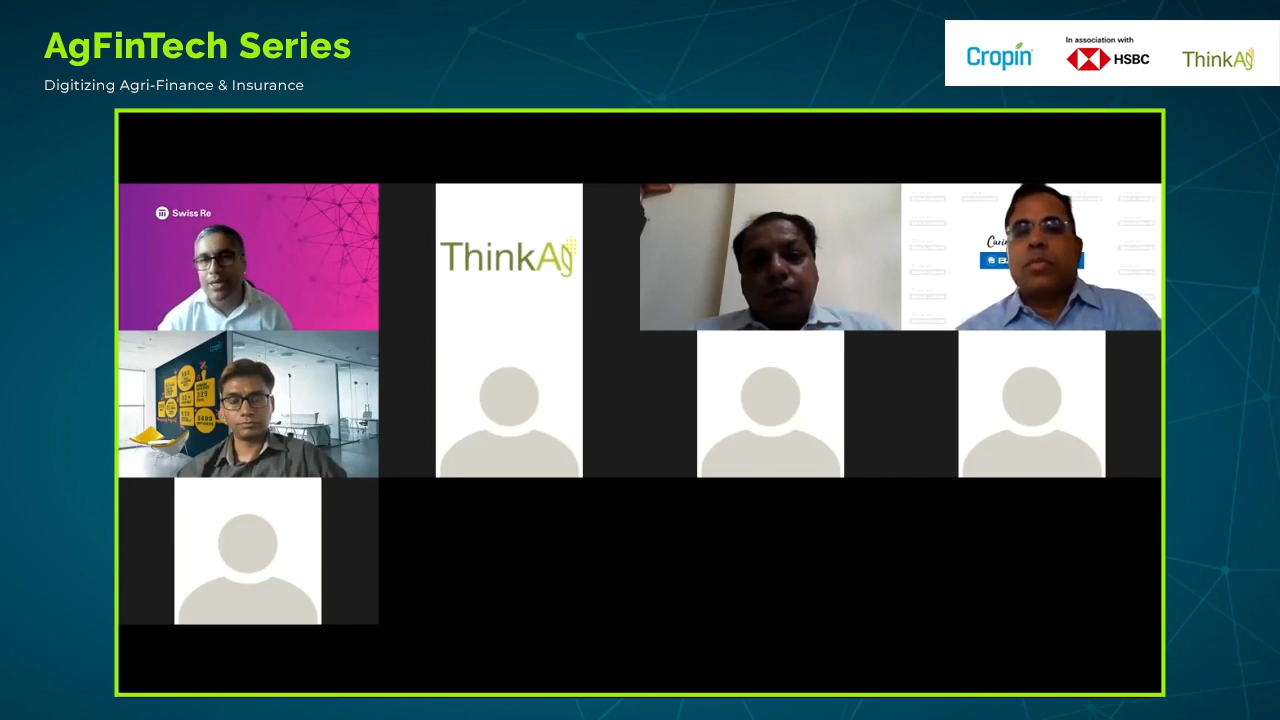 AgFinTech Series
Digitizing Agri-Finance & Insurance
In association with
Cropin
HSBC
ThinkAg
Swiss Re
ThinkAg